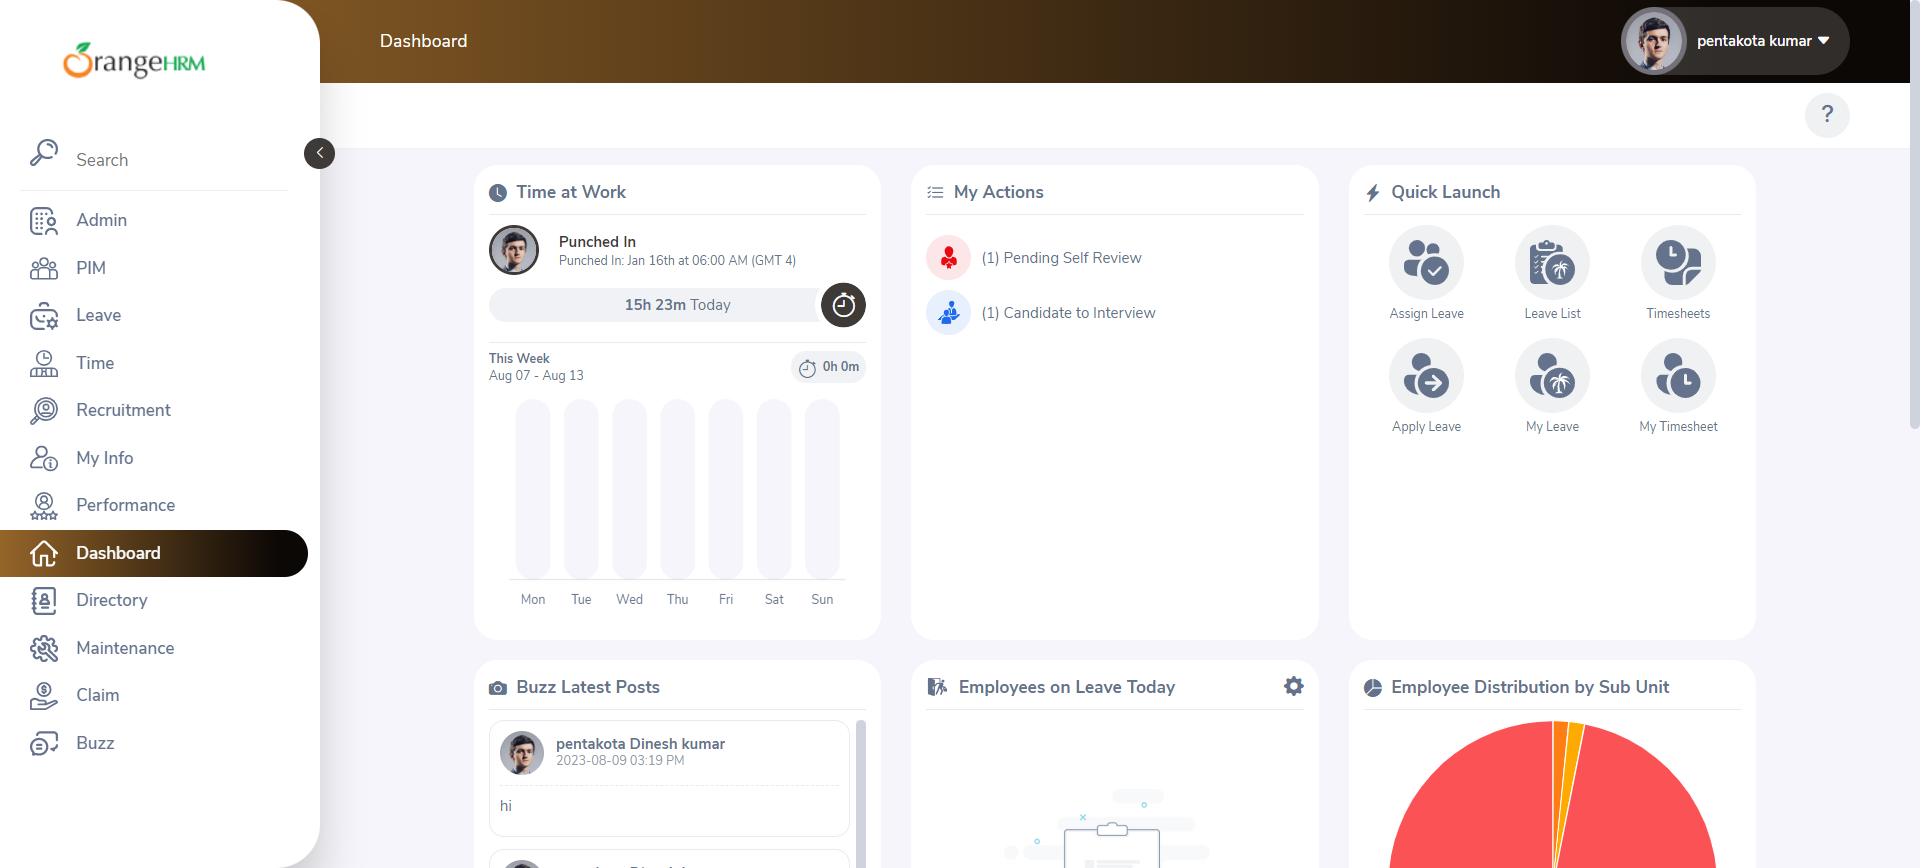 OrangeHRM
Search
Admin
PIM
Leave
Time
Recruitment
My Info
Performance
Dashboard
Directory
Maintenance
Claim
Buzz
Dashboard
pentakota kumar
?
Time at Work
Punched In
Punched In: Jan 16th at 06:00 AM (GMT 4)
15h 23m Today
This Week
Aug 07 - Aug 13
0h 0m
Mon Tue Wed Thu Fri Sat Sun
My Actions
(1) Pending Self Review
(1) Candidate to Interview
Quick Launch
Assign Leave
Leave List
Timesheets
Apply Leave
My Leave
My Timesheet
Buzz Latest Posts
pentakota Dinesh kumar
2023-08-09 03:19 PM
hi
Employees on Leave Today
Employee Distribution by Sub Unit